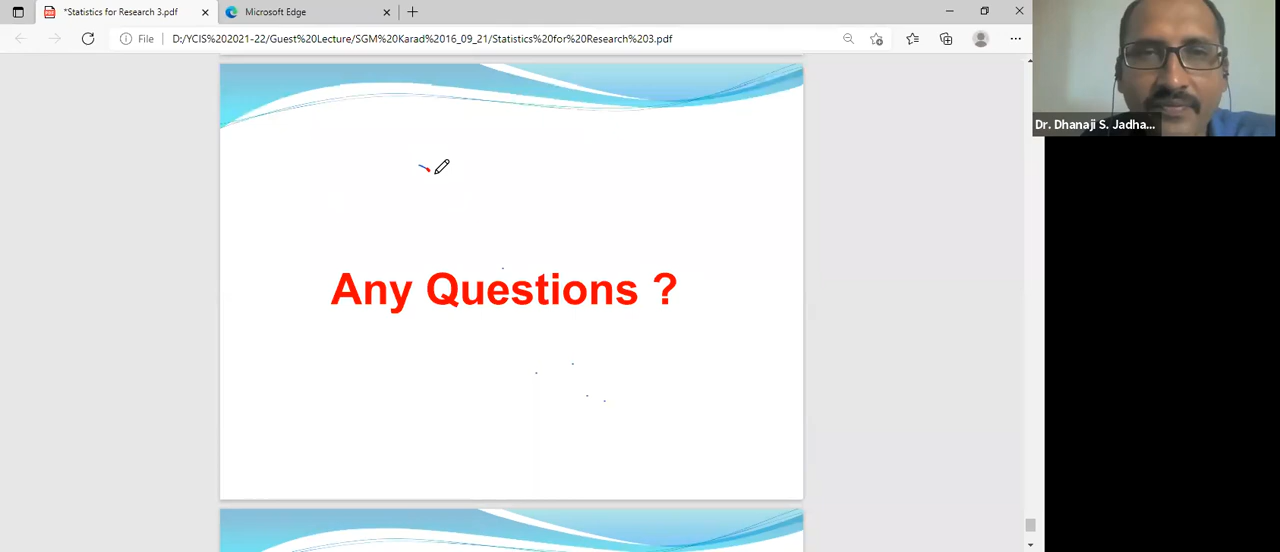 *Statistics for Research 3.pdf
Microsoft Edge
File
D:/YCIS%202021-22/Guest%20Lecture/SGM%20Karad%2016_09_21/Statistics%20for%20Research%203.pdf
Dr. Dhanaji S. Jadha...
Any Questions ?